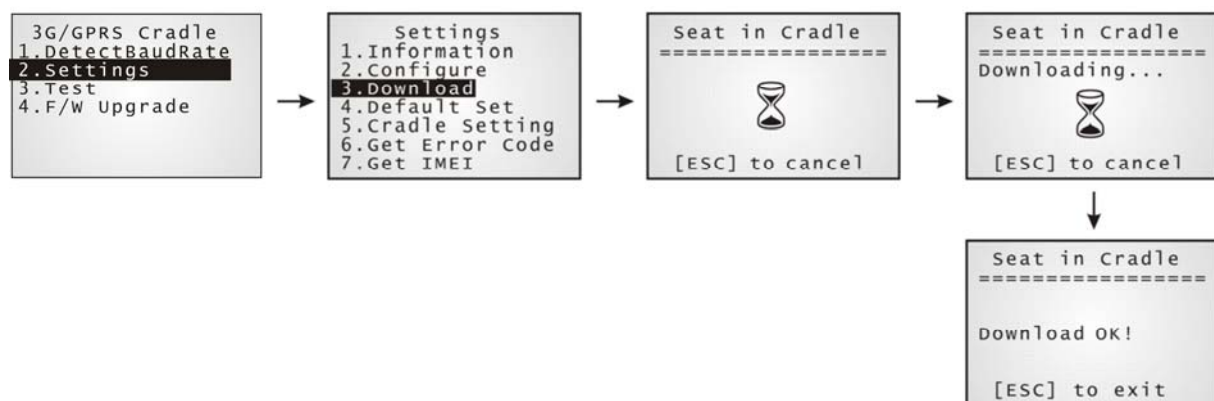 3G/GPRS Cradle
1.DetectBaudRate
2.Settings
3.Test
4.F/W Upgrade
Settings
1.Information
2.Configure
3.Download
4.Default Set
5.Cradle Setting
6.Get Error Code
7.Get IMEI
Seat in Cradle
=================
[ESC] to cancel
Seat in Cradle
=================
Downloading...
[ESC] to cancel
Seat in Cradle
=================
Download OK!
[ESC] to exit